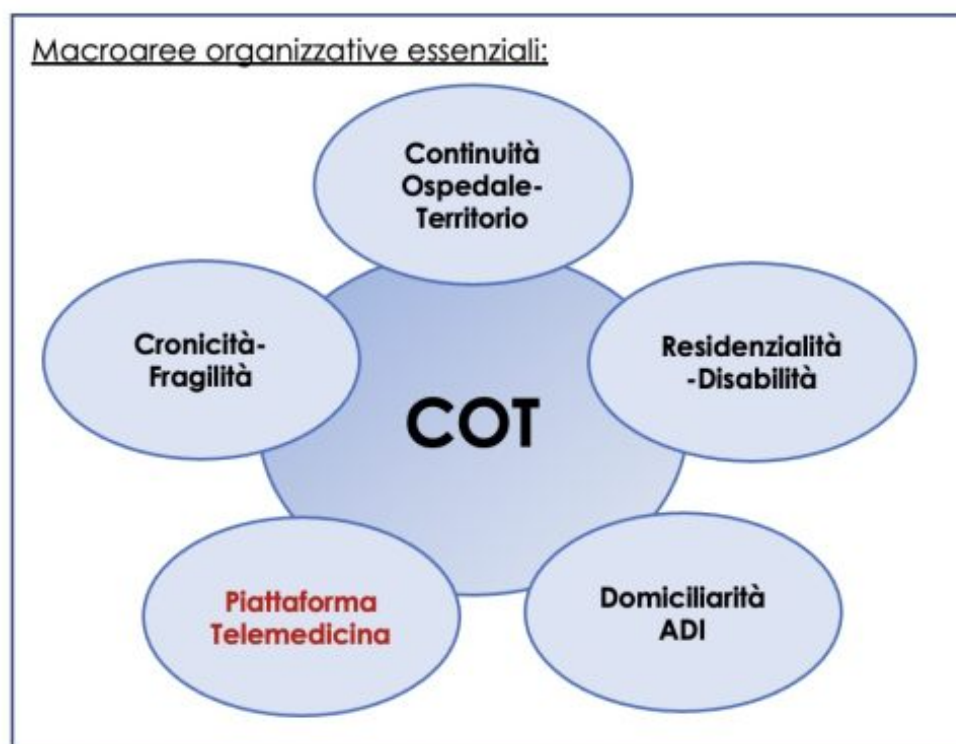 Macroaree organizzative essenziali:
Continuità
Ospedale-
Territorio
Cronicità-
Fragilità
Residenzialità
-Disabilità
COT
Piattaforma
Telemedicina
Domiciliarità
ADI